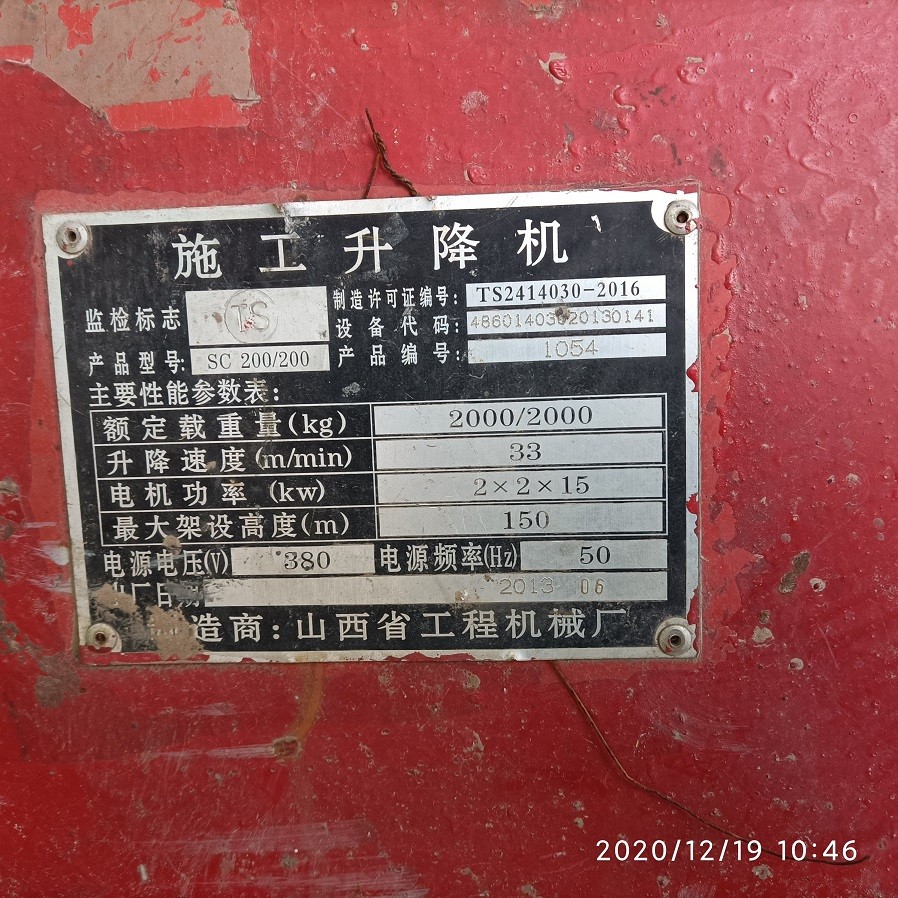 施工升降机
监检标志 TS 制造许可证编号: TS2414030-2016
设备代码: 48601403020130141
产品型号: SC 200/200 产品编号: 1054
主要性能参数表:
额定载重量(kg) 2000/2000
升降速度(m/min) 33
电机功率 (kw) 2×2×15
最大架设高度(m) 150
电源电压(V) 380 电源频率(Hz) 50
厂日期 2013 06
造商: 山西省工程机械厂
2020/12/19 10:46